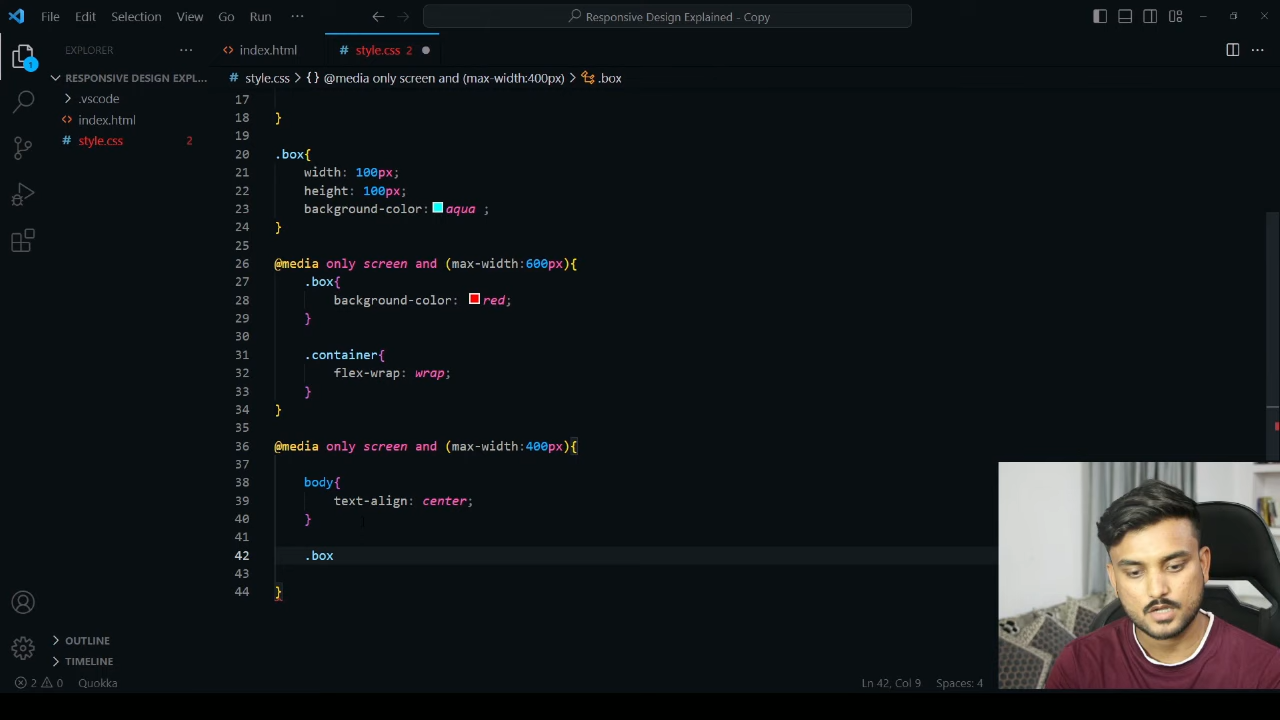 File Edit Selection View Go Run ··· Responsive Design Explained - Copy
EXPLORER ··· index.html style.css 2
RESPONSIVE DESIGN EXPL... style.css > {} @media only screen and (max-width:400px) > .box
.vscode
index.html
style.css 2
1
17
18 }
19
20 .box{
21 width: 100px;
22 height: 100px;
23 background-color: aqua ;
24 }
25
26 @media only screen and (max-width:600px){
27 .box{
28 background-color: red;
29 }
30
31 .container{
32 flex-wrap: wrap;
33 }
34 }
35
36 @media only screen and (max-width:400px){
37
38 body{
39 text-align: center;
40 }
41
42 .box
43
44 }
OUTLINE
TIMELINE
2 0 Quokka Ln 42, Col 9 Spaces: 4